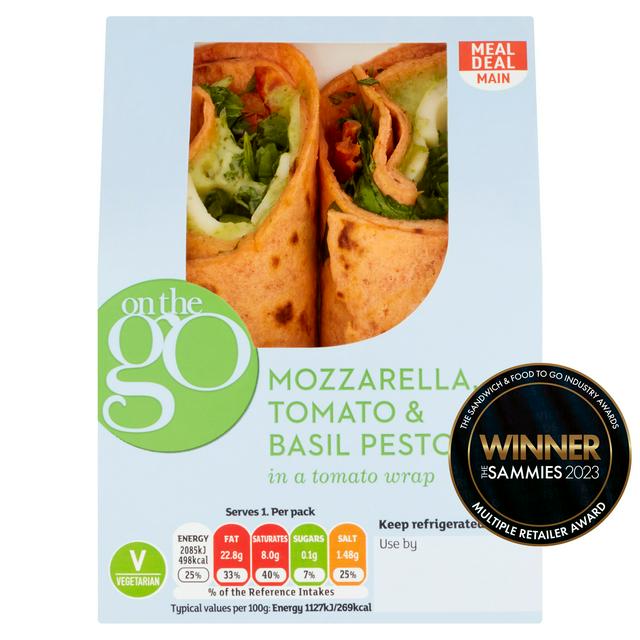 MEAL
DEAL
MAIN
on the
go
MOZZARELLA,
TOMATO &
BASIL PESTO
in a tomato wrap
THE SANDWICH & FOOD TO GO INDUSTRY AWARDS
WINNER
THE SAMMIES 2023
MULTIPLE RETAILER AWARD
Serves 1. Per pack
Keep refrigerated
Use by
V
VEGETARIAN
ENERGY FAT SATURATES SUGARS SALT
2085kJ 22.8g 8.0g 0.1g 1.48g
498kcal
25% 33% 40% 7% 25%
% of the Reference Intakes
Typical values per 100g: Energy 1127kJ/269kcal